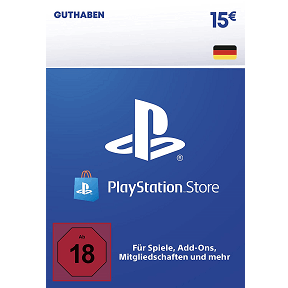 GUTHABEN 15€
PlayStation.Store
ab
18
Für Spiele, Add-Ons,
Mitgliedschaften und mehr